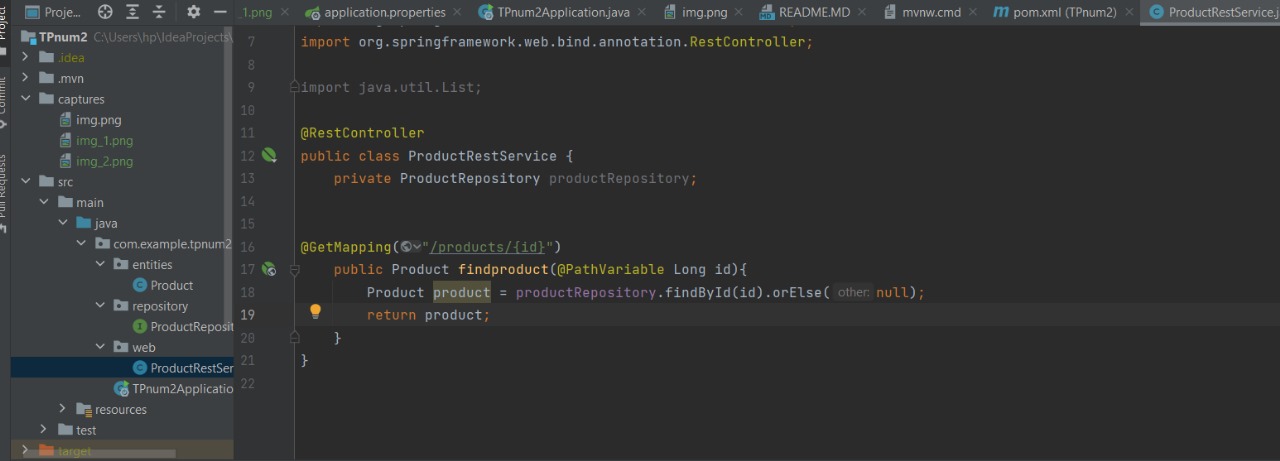 Proje...
_1.png
application.properties
TPnum2Application.java
img.png
README.MD
mvnw.cmd
pom.xml (TPnum2)
ProductRestService.j
Project
Commit
Pull Requests
TPnum2 C:\Users\hp\IdeaProjects\
.idea
.mvn
captures
img.png
img_1.png
img_2.png
src
main
java
com.example.tpnum2
entities
Product
repository
ProductReposit
web
ProductRestSer
TPnum2Applicatio
resources
test
target
7 import org.springframework.web.bind.annotation.RestController;
8
9 import java.util.List;
10
11 @RestController
12 public class ProductRestService {
13 private ProductRepository productRepository;
14
15
16 @GetMapping("/products/{id}")
17 public Product findproduct(@PathVariable Long id){
18 Product product = productRepository.findById(id).orElse( other: null);
19 return product;
20 }
21 }
22